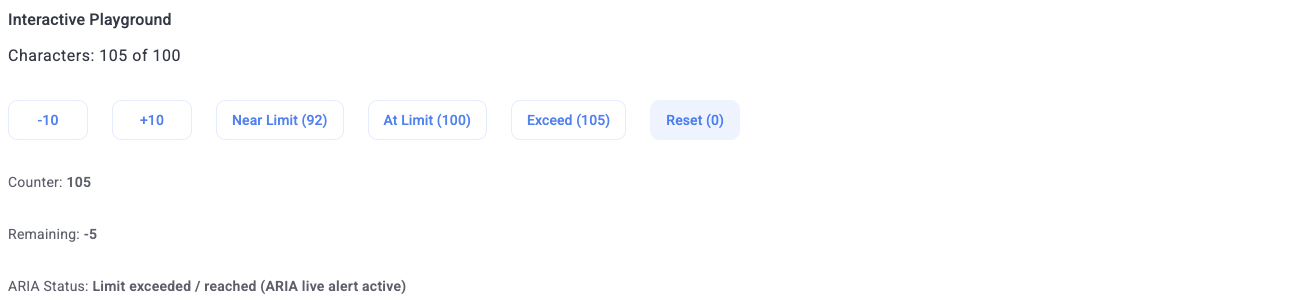 Interactive Playground
Characters: 105 of 100
-10 +10 Near Limit (92) At Limit (100) Exceed (105) Reset (0)
Counter: 105
Remaining: -5
ARIA Status: Limit exceeded / reached (ARIA live alert active)